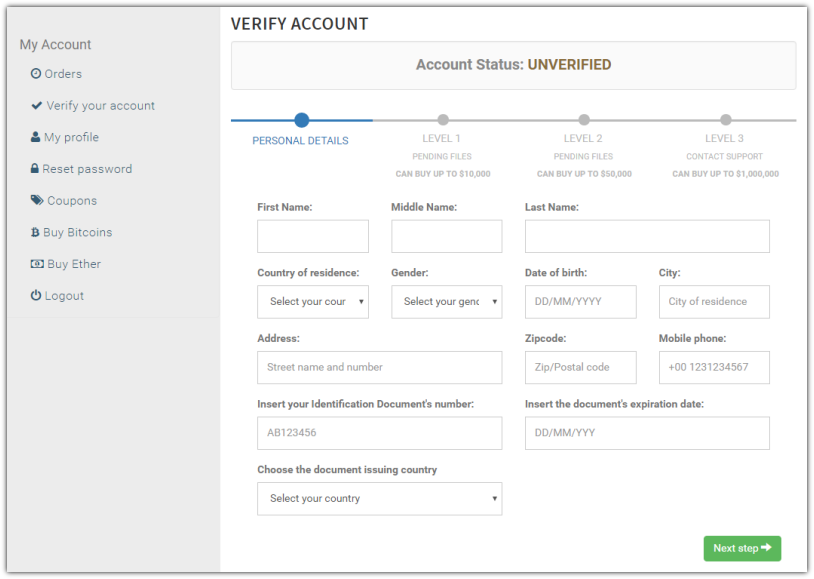 VERIFY ACCOUNT
My Account
Orders
Verify your account
My profile
Reset password
Coupons
Buy Bitcoins
Buy Ether
Logout
Account Status: UNVERIFIED
PERSONAL DETAILS
LEVEL 1
PENDING FILES
CAN BUY UP TO $10,000
LEVEL 2
PENDING FILES
CAN BUY UP TO $50,000
LEVEL 3
CONTACT SUPPORT
CAN BUY UP TO $1,000,000
First Name: Middle Name: Last Name:
Country of residence: Gender: Date of birth: City:
Select your cour Select your genc DD/MM/YYYY City of residence
Address: Zipcode: Mobile phone:
Street name and number Zip/Postal code +00 1231234567
Insert your Identification Document's number: Insert the document's expiration date:
AB123456 DD/MM/YYY
Choose the document issuing country
Select your country
Next step